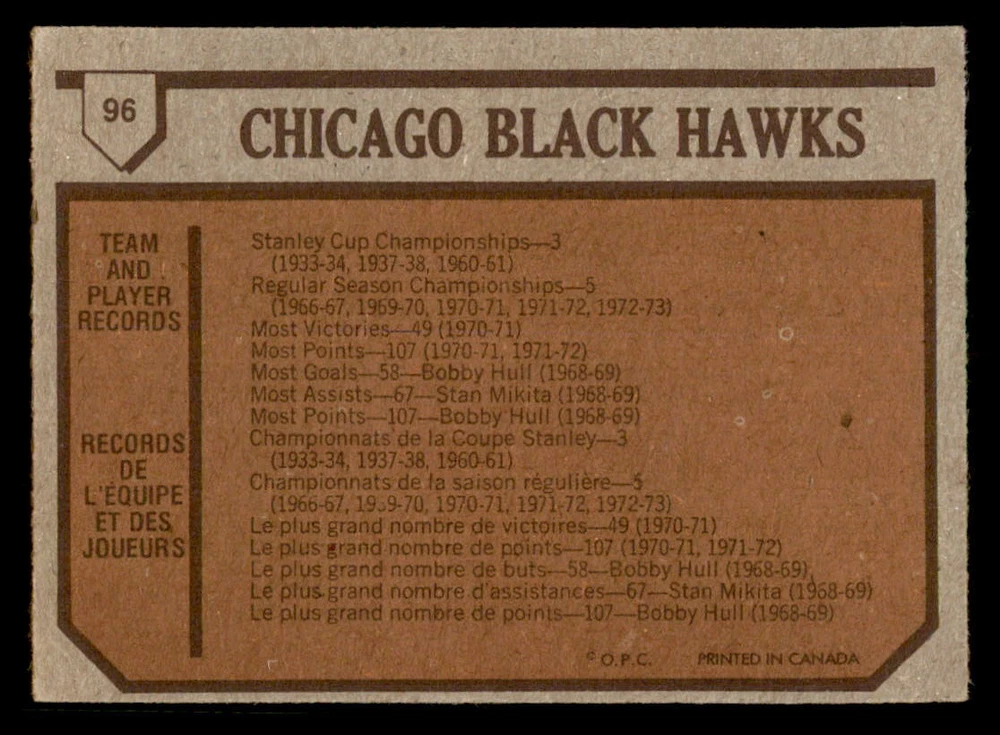 96
CHICAGO BLACK HAWKS
TEAM
AND
PLAYER
RECORDS
Stanley Cup Championships—3
(1933-34, 1937-38, 1960-61)
Regular Season Championships—5
(1966-67, 1969-70, 1970-71, 1971-72, 1972-73)
Most Victories—49 (1970-71)
Most Points—107 (1970-71, 1971-72)
Most Goals—58—Bobby Hull (1968-69)
Most Assists—67—Stan Mikita (1968-69)
Most Points—107—Bobby Hull (1968-69)
RECORDS
DE
L'ÉQUIPE
ET DES
JOUEURS
Championnats de la Coupe Stanley—3
(1933-34, 1937-38, 1960-61)
Championnats de la saison régulière—5
(1966-67, 1969-70, 1970-71, 1971-72, 1972-73)
Le plus grand nombre de victoires—49 (1970-71)
Le plus grand nombre de points—107 (1970-71, 1971-72)
Le plus grand nombre de buts—58—Bobby Hull (1968-69)
Le plus grand nombre d'assistances—67—Stan Mikita (1968-69)
Le plus grand nombre de points—107—Bobby Hull (1968-69)
© O.P.C. PRINTED IN CANADA